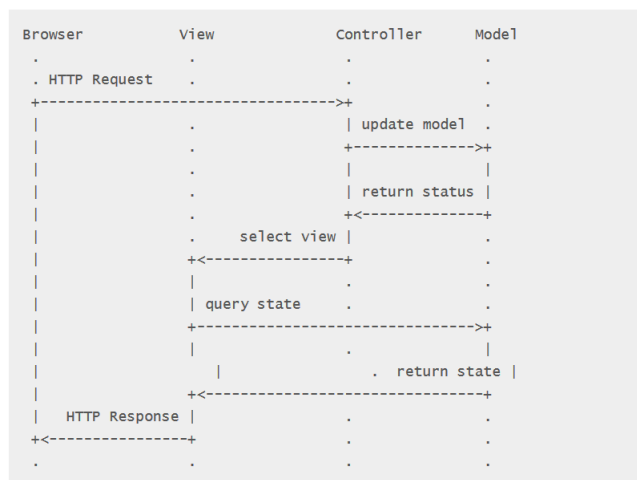 Browser View Controller Model
. . . .
. HTTP Request . . .
+---------------------------------->+ .
| . | update model .
| . +-------------->+
| . | |
| . | return status |
| . +<--------------+
| . select view | .
| +<----------------+ .
| | . .
| | query state . .
| +-------------------------------->+
| | . |
| | . return state |
| +<--------------------------------+
| HTTP Response | . .
+<----------------+ . .
. . . .